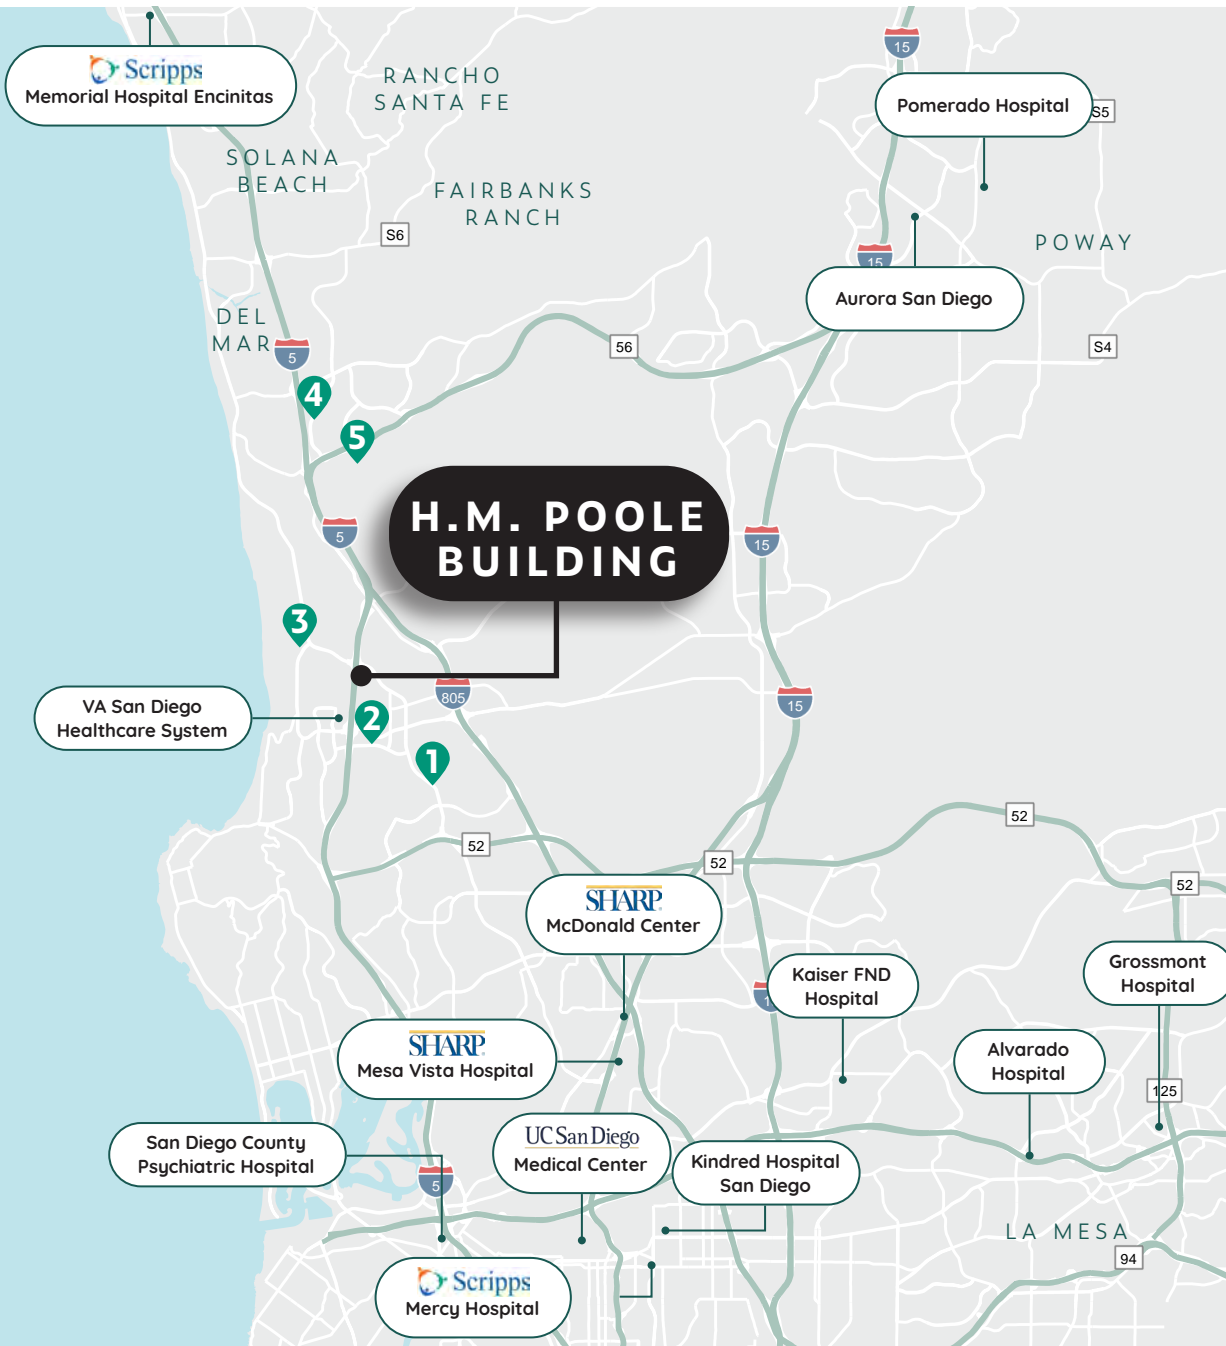 15
Scripps
Memorial Hospital Encinitas
RANCHO
SANTA FE
Pomerado Hospital
S5
SOLANA
BEACH
FAIRBANKS
RANCH
S6
POWAY
15
Aurora San Diego
DEL
MAR
5
56
S4
4
5
H.M. POOLE
BUILDING
5
15
3
805
15
VA San Diego
Healthcare System
2
1
52
52
52
52
SHARP
McDonald Center
Kaiser FND
Hospital
Grossmont
Hospital
SHARP
Mesa Vista Hospital
Alvarado
Hospital
125
San Diego County
Psychiatric Hospital
UC San Diego
Medical Center
Kindred Hospital
San Diego
5
LA MESA
94
Scripps
Mercy Hospital